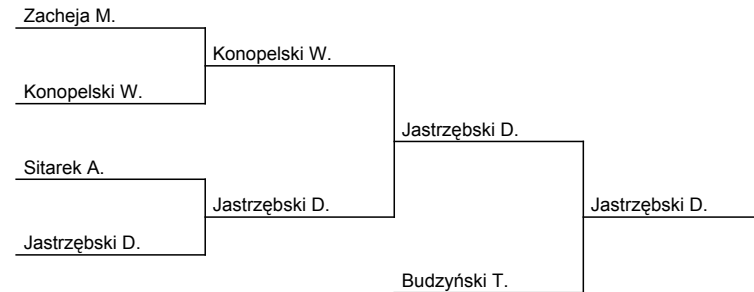 Zacheja M.
Konopelski W.
Konopelski W.
Jastrzębski D.
Sitarek A.
Jastrzębski D.
Jastrzębski D.
Jastrzębski D.
Budzyński T.